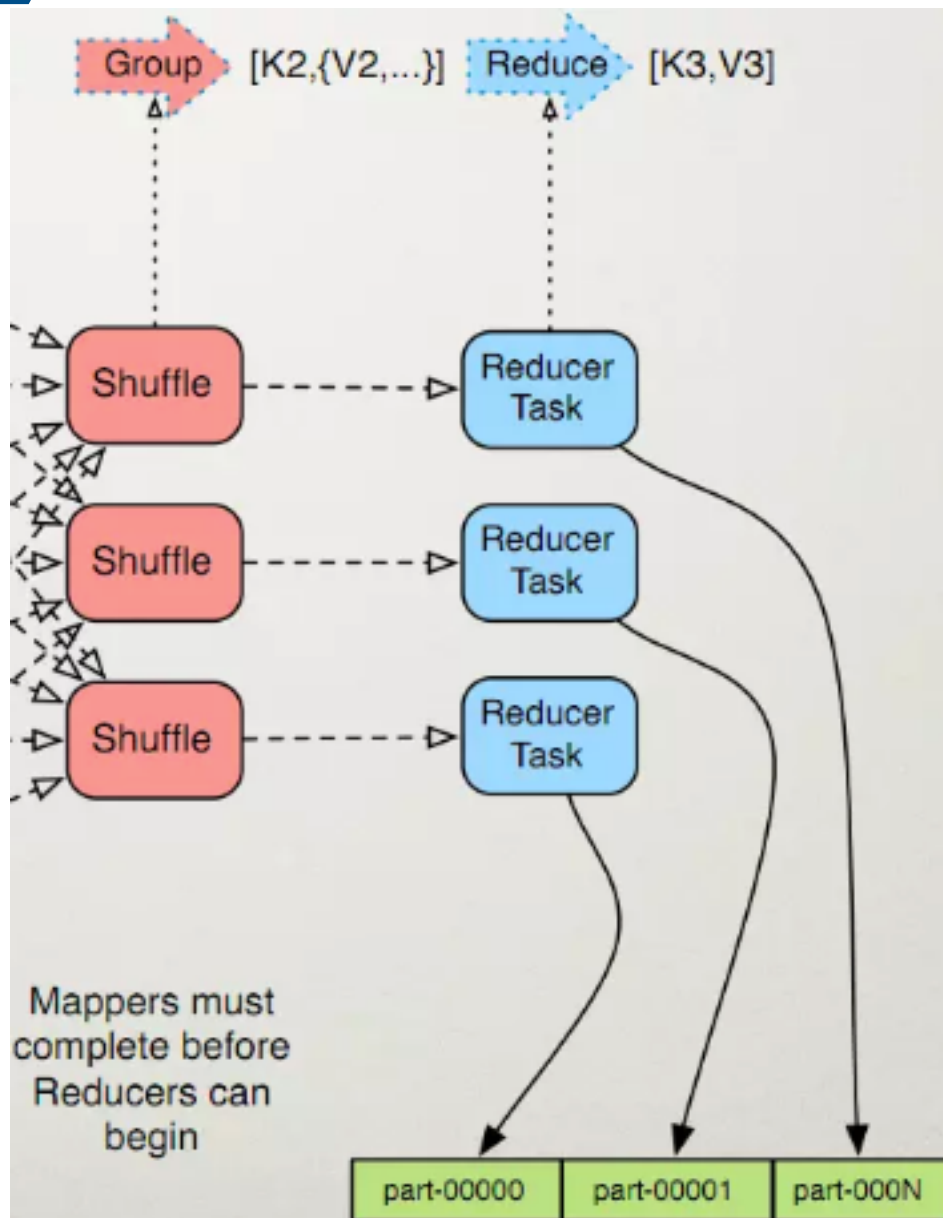 Group [K2,{V2,...}] Reduce [K3,V3]
Shuffle
Reducer
Task
Shuffle
Reducer
Task
Shuffle
Reducer
Task
Mappers must
complete before
Reducers can
begin
part-00000 part-00001 part-000N